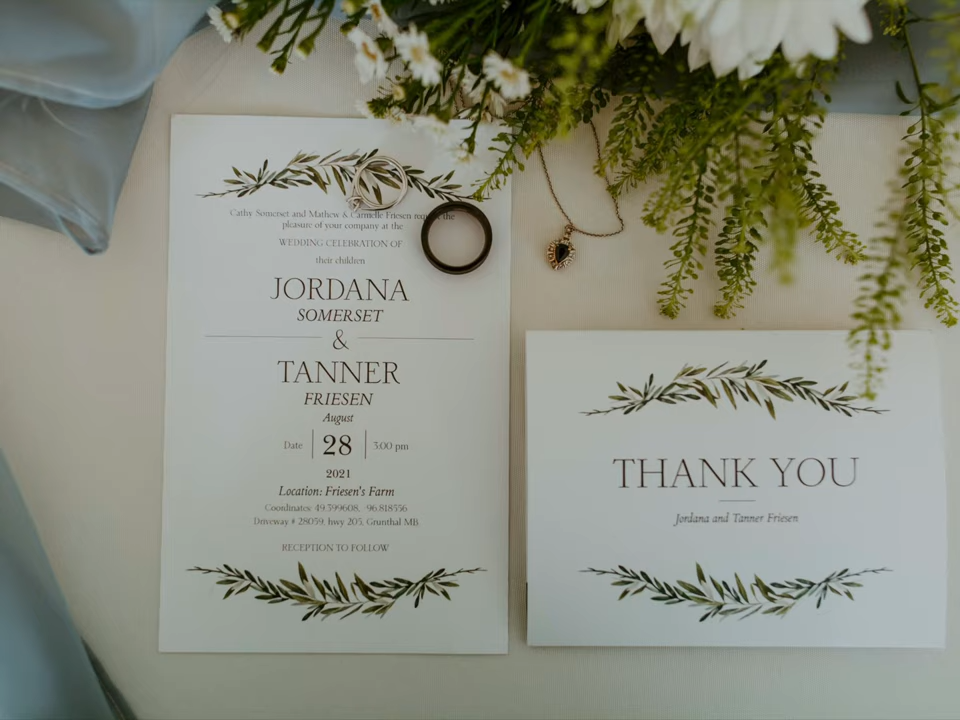 Cathy Somerset and Mathew & Carmelle Friesen the
pleasure of your company at the
WEDDING CELEBRATION OF
their children
JORDANA
SOMERSET
&
TANNER
FRIESEN
August
Date 28 3:00 pm
2021
Location: Friesen's Farm
Coordinates: 49.399608, 96.818356
Driveway # 28059, hwy 205, Grunthal MB
RECEPTION TO FOLLOW
THANK YOU
Jordana and Tanner Friesen